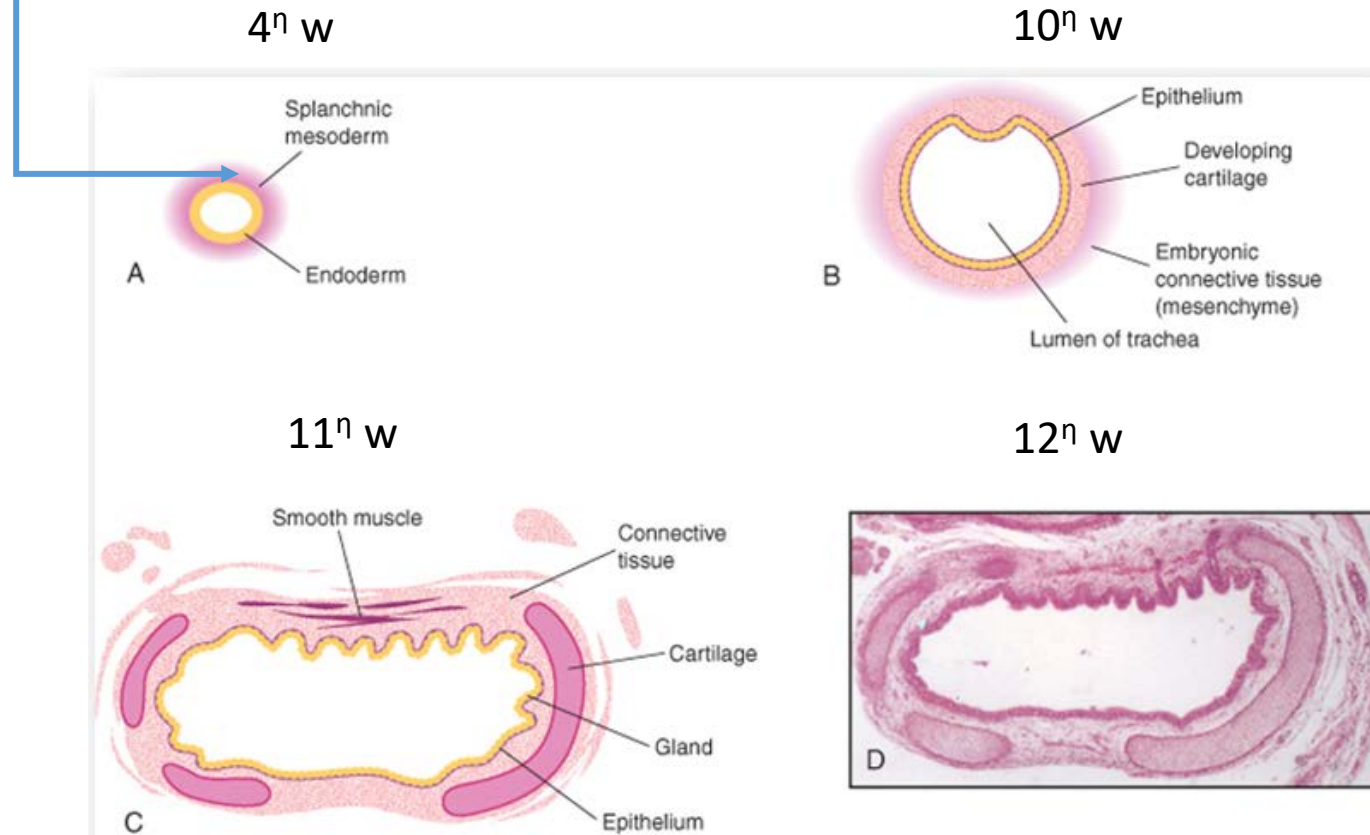 4η w
10η w
Splanchnic
mesoderm
Endoderm
A
Epithelium
Developing
cartilage
Embryonic
connective tissue
(mesenchyme)
Lumen of trachea
B
11η w
12η w
Smooth muscle
Connective
tissue
Cartilage
Gland
Epithelium
C
D